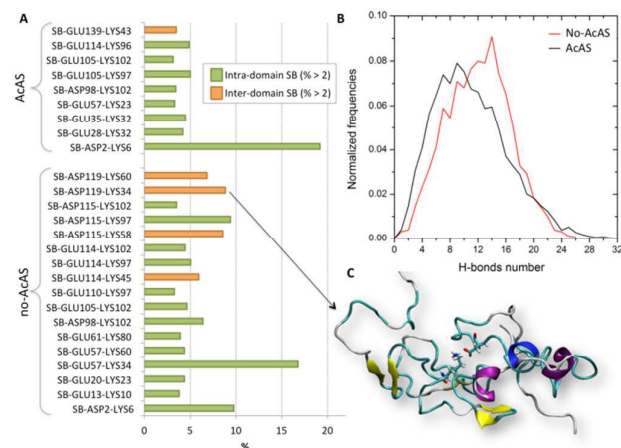 A
AcAS
SB-GLU139-LYS43
SB-GLU114-LYS96
SB-GLU105-LYS102
SB-GLU105-LYS97
SB-ASP98-LYS102
SB-GLU57-LYS23
SB-GLU35-LYS32
SB-GLU28-LYS32
SB-ASP2-LYS6
no-AcAS
SB-ASP119-LYS60
SB-ASP119-LYS34
SB-ASP115-LYS102
SB-ASP115-LYS97
SB-ASP115-LYS58
SB-GLU114-LYS102
SB-GLU114-LYS97
SB-GLU114-LYS45
SB-GLU110-LYS97
SB-GLU105-LYS102
SB-ASP98-LYS102
SB-GLU61-LYS80
SB-GLU57-LYS60
SB-GLU57-LYS34
SB-GLU20-LYS23
SB-GLU13-LYS10
SB-ASP2-LYS6
0 5 10 15 20
%
Intra-domain SB (% > 2)
Inter-domain SB (% > 2)
B
No-AcAS
AcAS
Normalized frequencies
0.10
0.08
0.06
0.04
0.02
0.00
0 4 8 12 16 20 24 28 32
H-bonds number
C